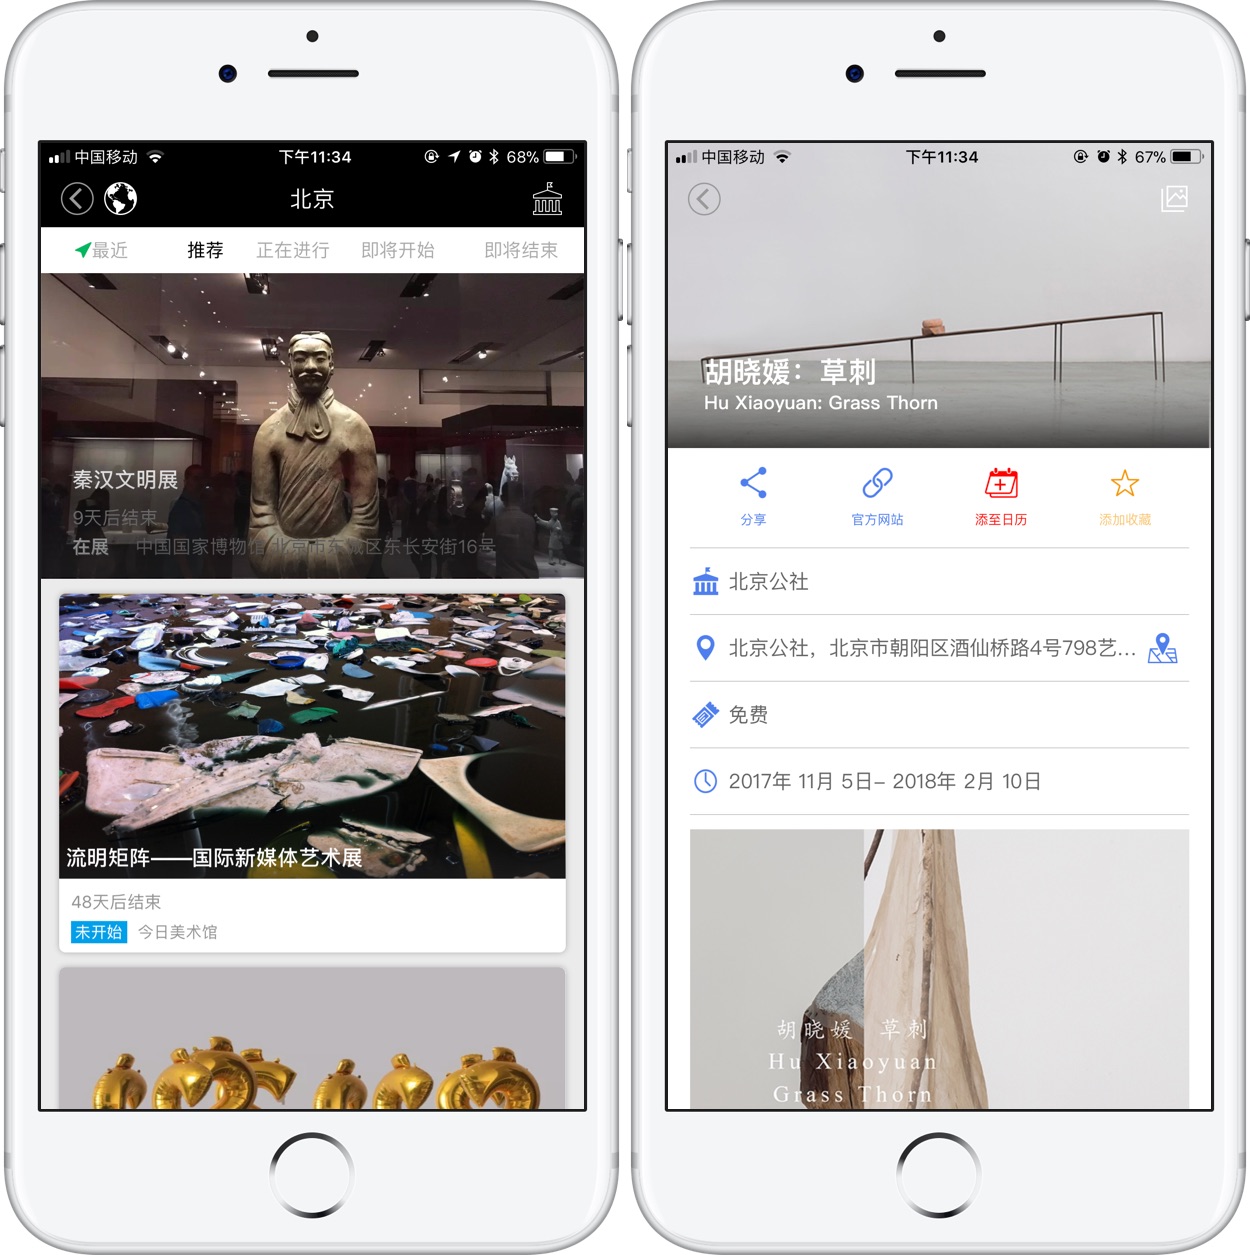 中国移动
下午11:34
68%
北京
最近
推荐
正在进行
即将开始
即将结束
秦汉文明展
9天后结束
在展 中国国家博物馆 北京市东城区东长安街16号
流明矩阵——国际新媒体艺术展
48天后结束
未开始 今日美术馆
中国移动
下午11:34
67%
胡晓媛：草刺
Hu Xiaoyuan: Grass Thorn
分享
官方网站
添至日历
添加收藏
北京公社
北京公社，北京市朝阳区酒仙桥路4号798艺...
免费
2017年 11月 5日- 2018年 2月 10日
胡晓媛 草刺
Hu Xiaoyuan
Grass Thorn